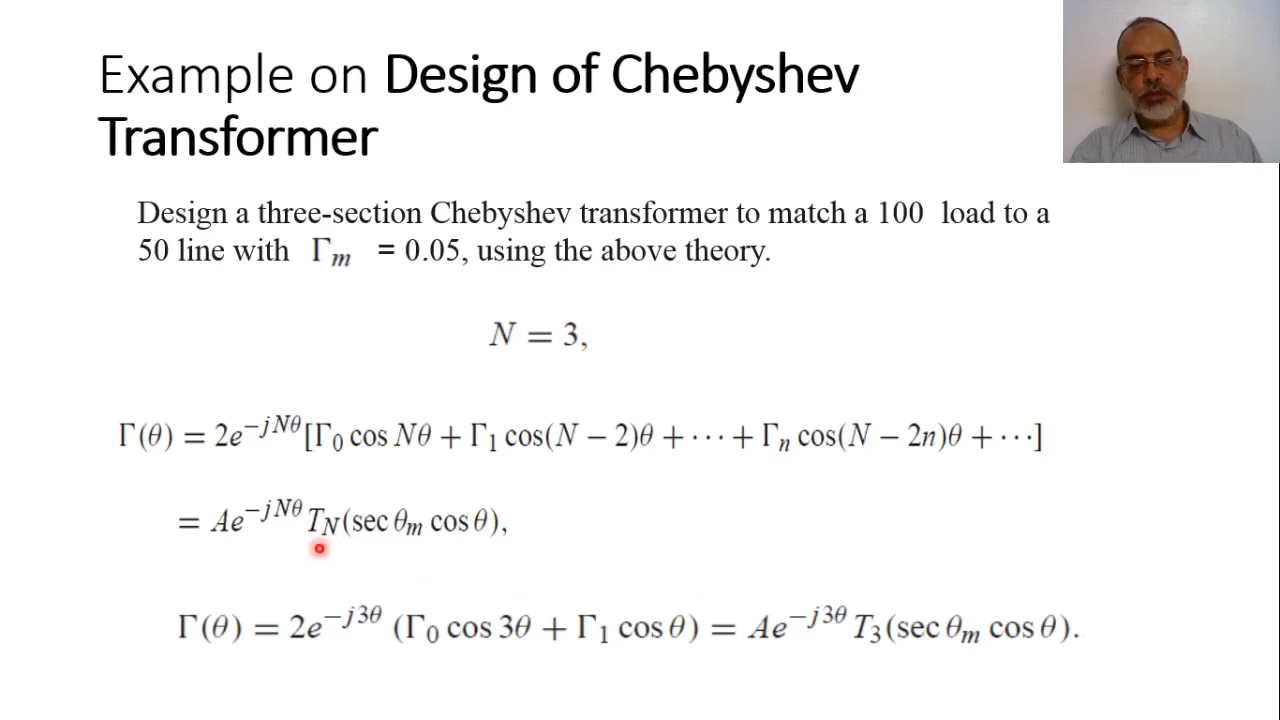 Example on Design of Chebyshev
Transformer
Design a three-section Chebyshev transformer to match a 100  load to a
50 line with Γₘ = 0.05, using the above theory.
N = 3,
Γ(θ) = 2e^{−jNθ}[Γ₀ cos Nθ + Γ₁ cos(N − 2)θ + ⋯ + Γₙ cos(N − 2n)θ + ⋯]
= Ae^{−jNθ} T_N(sec θₘ cos θ),
Γ(θ) = 2e^{−j3θ} (Γ₀ cos 3θ + Γ₁ cos θ) = Ae^{−j3θ} T₃(sec θₘ cos θ).